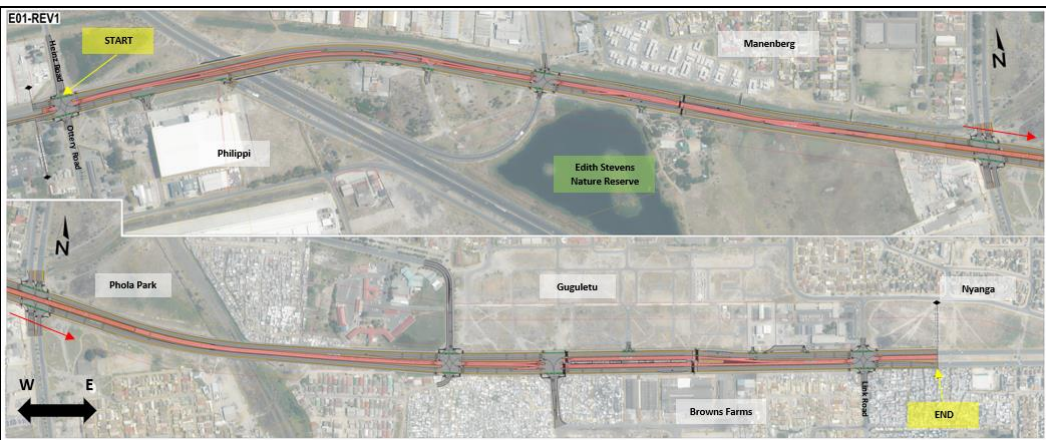 E01-REV1
START
Heinz Road
Manenberg
N
Ottery Road
Philippi
Edith Stevens
Nature Reserve
N
Phola Park
Guguletu
Nyanga
W E
Browns Farms
Link Road
END